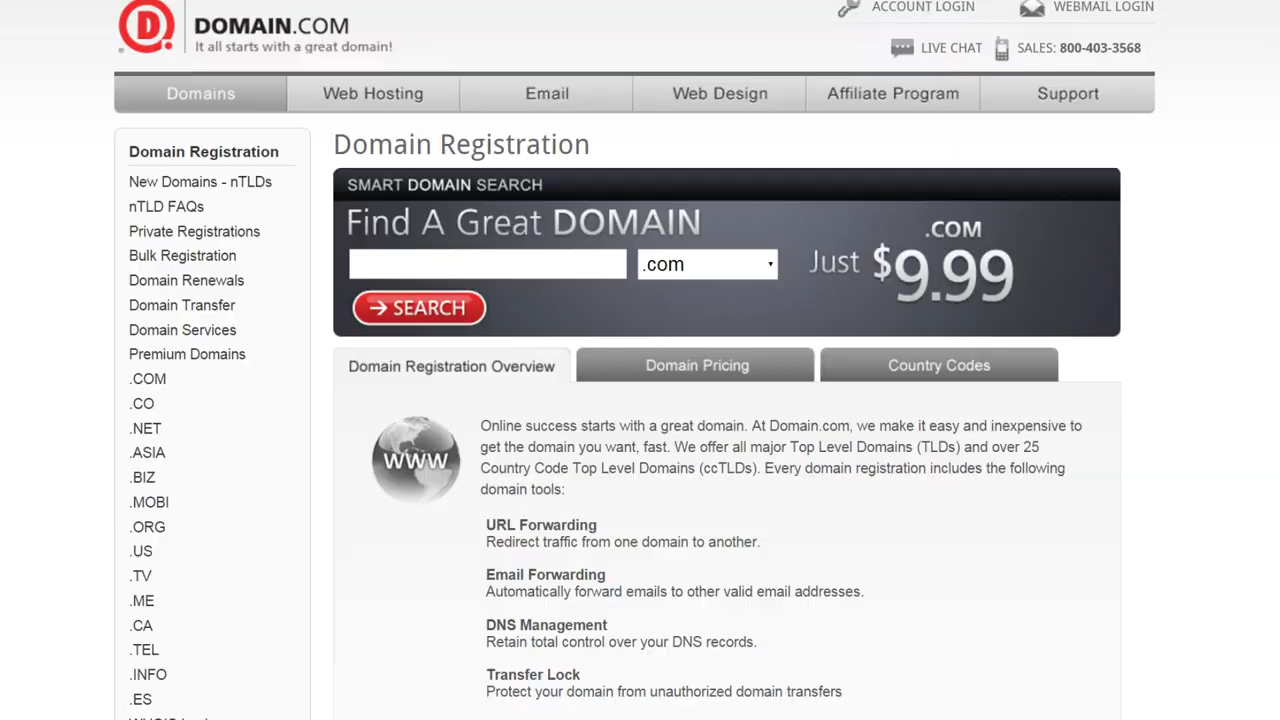 DOMAIN.COM
It all starts with a great domain!
ACCOUNT LOGIN
WEBMAIL LOGIN
LIVE CHAT
SALES: 800-403-3568
Domains
Web Hosting
Email
Web Design
Affiliate Program
Support
Domain Registration
New Domains - nTLDs
nTLD FAQs
Private Registrations
Bulk Registration
Domain Renewals
Domain Transfer
Domain Services
Premium Domains
.COM
.CO
.NET
.ASIA
.BIZ
.MOBI
.ORG
.US
.TV
.ME
.CA
.TEL
.INFO
.ES
Domain Registration
SMART DOMAIN SEARCH
Find A Great DOMAIN
.com
SEARCH
.COM
Just $9.99
Domain Registration Overview
Domain Pricing
Country Codes
WWW
Online success starts with a great domain. At Domain.com, we make it easy and inexpensive to
get the domain you want, fast. We offer all major Top Level Domains (TLDs) and over 25
Country Code Top Level Domains (ccTLDs). Every domain registration includes the following
domain tools:
URL Forwarding
Redirect traffic from one domain to another.
Email Forwarding
Automatically forward emails to other valid email addresses.
DNS Management
Retain total control over your DNS records.
Transfer Lock
Protect your domain from unauthorized domain transfers